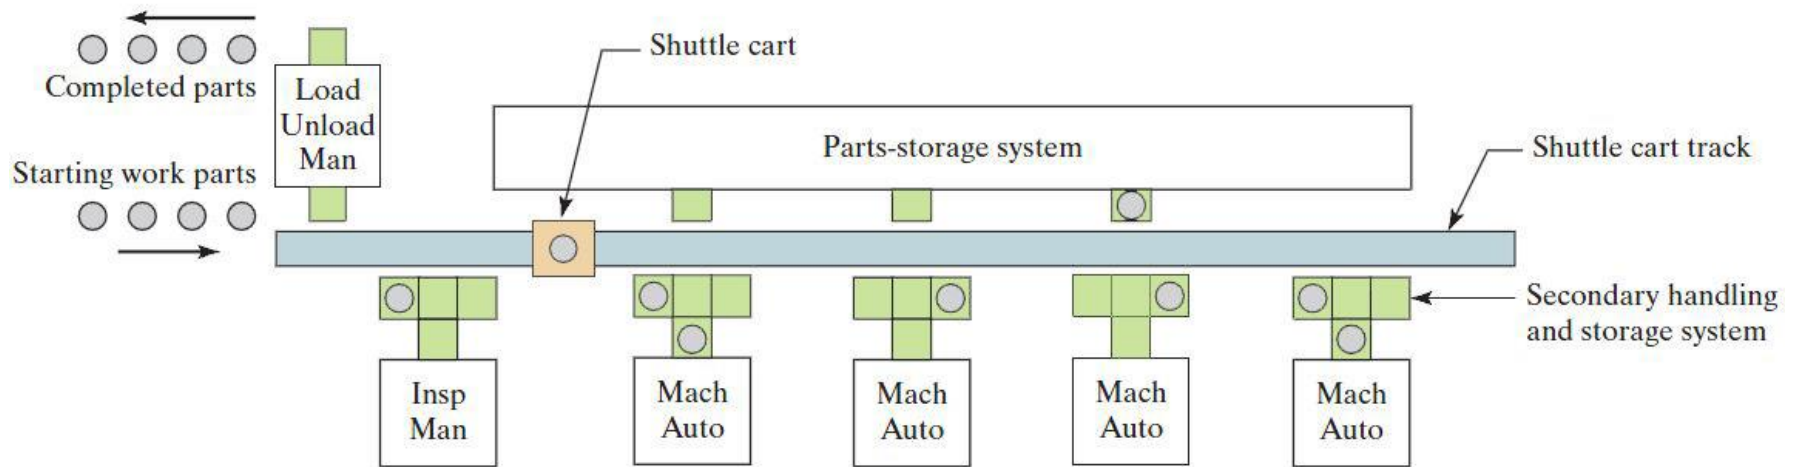 Shuttle cart
Completed parts
Load
Unload
Man
Parts-storage system
Shuttle cart track
Starting work parts
Secondary handling
and storage system
Insp
Man
Mach
Auto
Mach
Auto
Mach
Auto
Mach
Auto